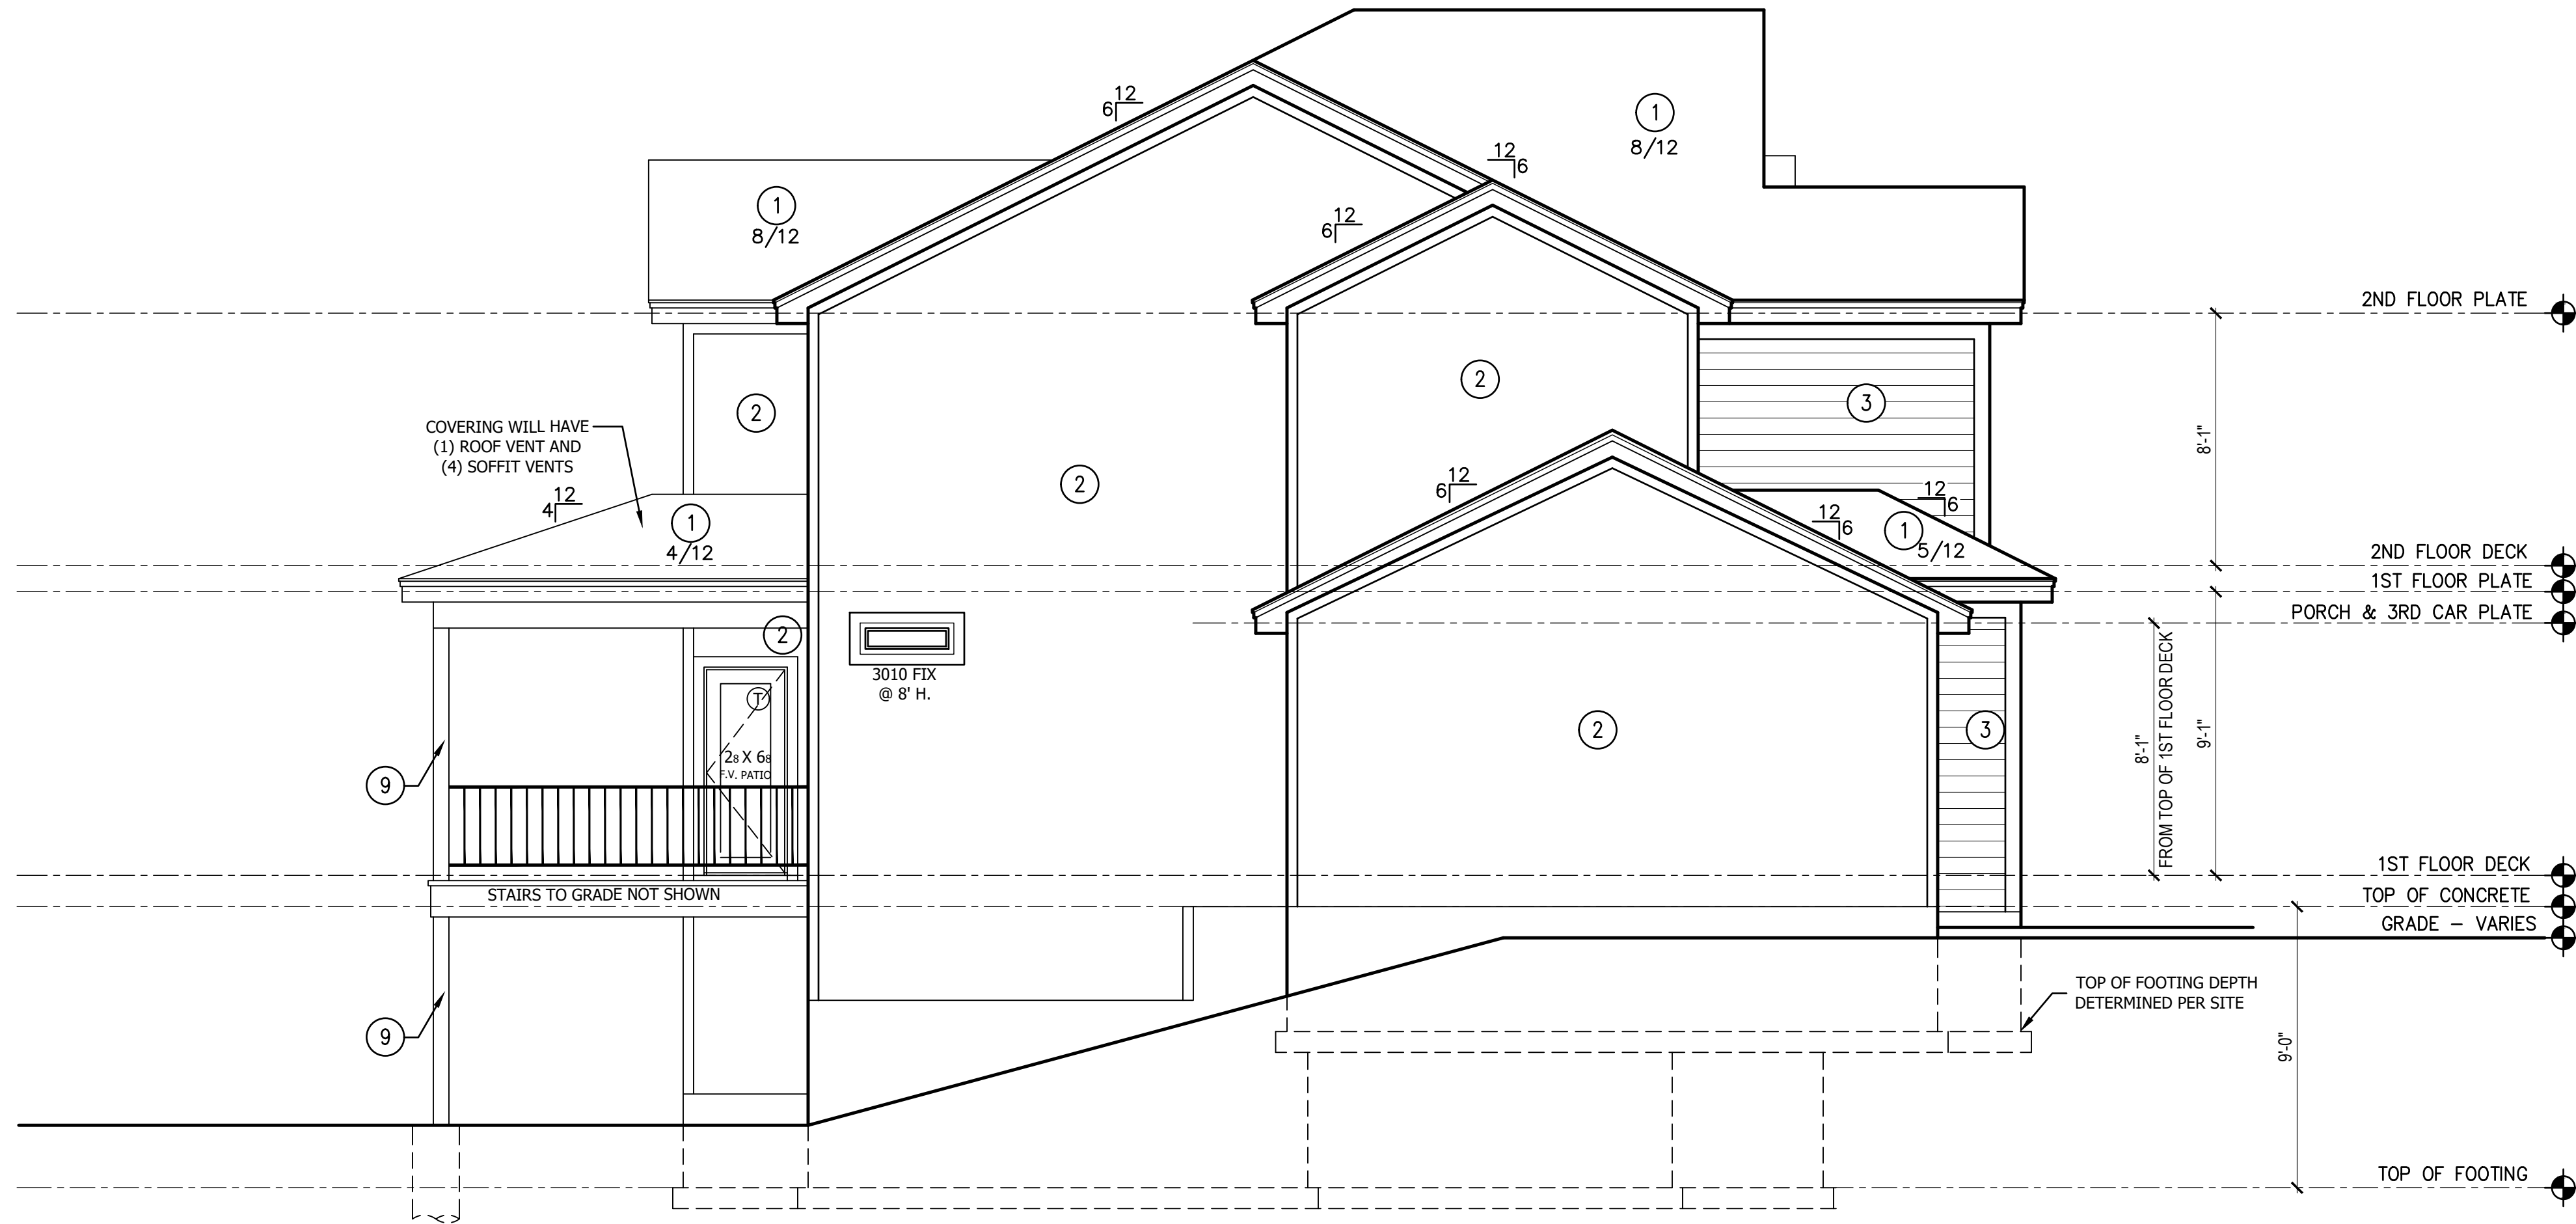 12
6
1
8/12
12
6
1
8/12
12
6
2ND FLOOR PLATE
2
2
3
COVERING WILL HAVE
(1) ROOF VENT AND
(4) SOFFIT VENTS
8'-1"
2
12
4
12
6
12
6
12
6
1
4/12
1
5/12
2ND FLOOR DECK
1ST FLOOR PLATE
PORCH & 3RD CAR PLATE
2
3010 FIX
@ 8' H.
T
28 X 68
F.V. PATIO
2
3
8'-1"
FROM TOP OF 1ST FLOOR DECK
9'-1"
9
1ST FLOOR DECK
STAIRS TO GRADE NOT SHOWN
TOP OF CONCRETE
GRADE - VARIES
TOP OF FOOTING DEPTH
DETERMINED PER SITE
9
9'-0"
TOP OF FOOTING